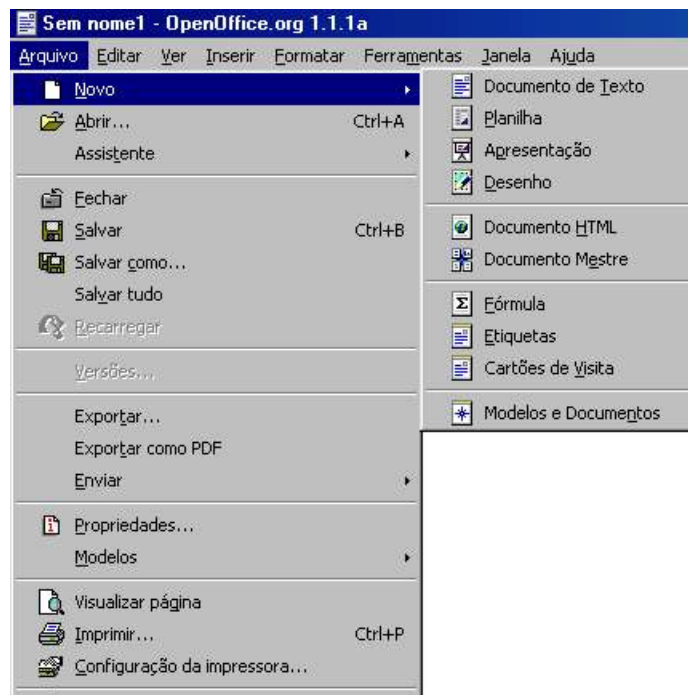 Sem nome1 - OpenOffice.org 1.1.1a
Arquivo Editar Ver Inserir Formatar Ferramentas Janela Ajuda
Novo
Abrir... Ctrl+A
Assistente
Fechar
Salvar Ctrl+B
Salvar como...
Salvar tudo
Recarregar
Versões...
Exportar...
Exportar como PDF
Enviar
Propriedades...
Modelos
Visualizar página
Imprimir... Ctrl+P
Configuração da impressora...
Documento de Texto
Planilha
Apresentação
Desenho
Documento HTML
Documento Mestre
Fórmula
Etiquetas
Cartões de Visita
Modelos e Documentos